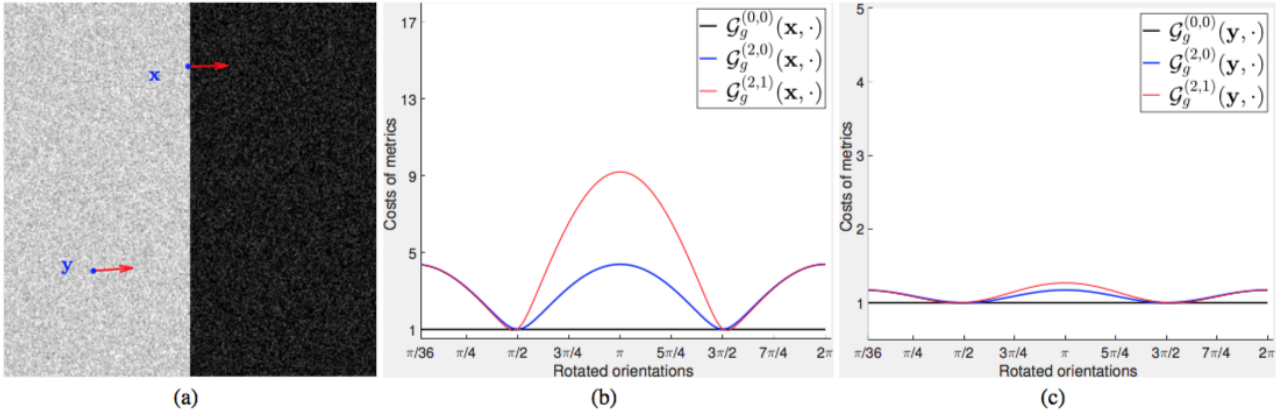 x
y
(a)
Costs of metrics
17
13
9
5
1
π/36
π/4
π/2
3π/4
π
5π/4
3π/2
7π/4
2π
Rotated orientations
𝒢_g^(0,0)(x, ·)
𝒢_g^(2,0)(x, ·)
𝒢_g^(2,1)(x, ·)
(b)
Costs of metrics
5
4
3
2
1
π/36
π/4
π/2
3π/4
π
5π/4
3π/2
7π/4
2π
Rotated orientations
𝒢_g^(0,0)(y, ·)
𝒢_g^(2,0)(y, ·)
𝒢_g^(2,1)(y, ·)
(c)